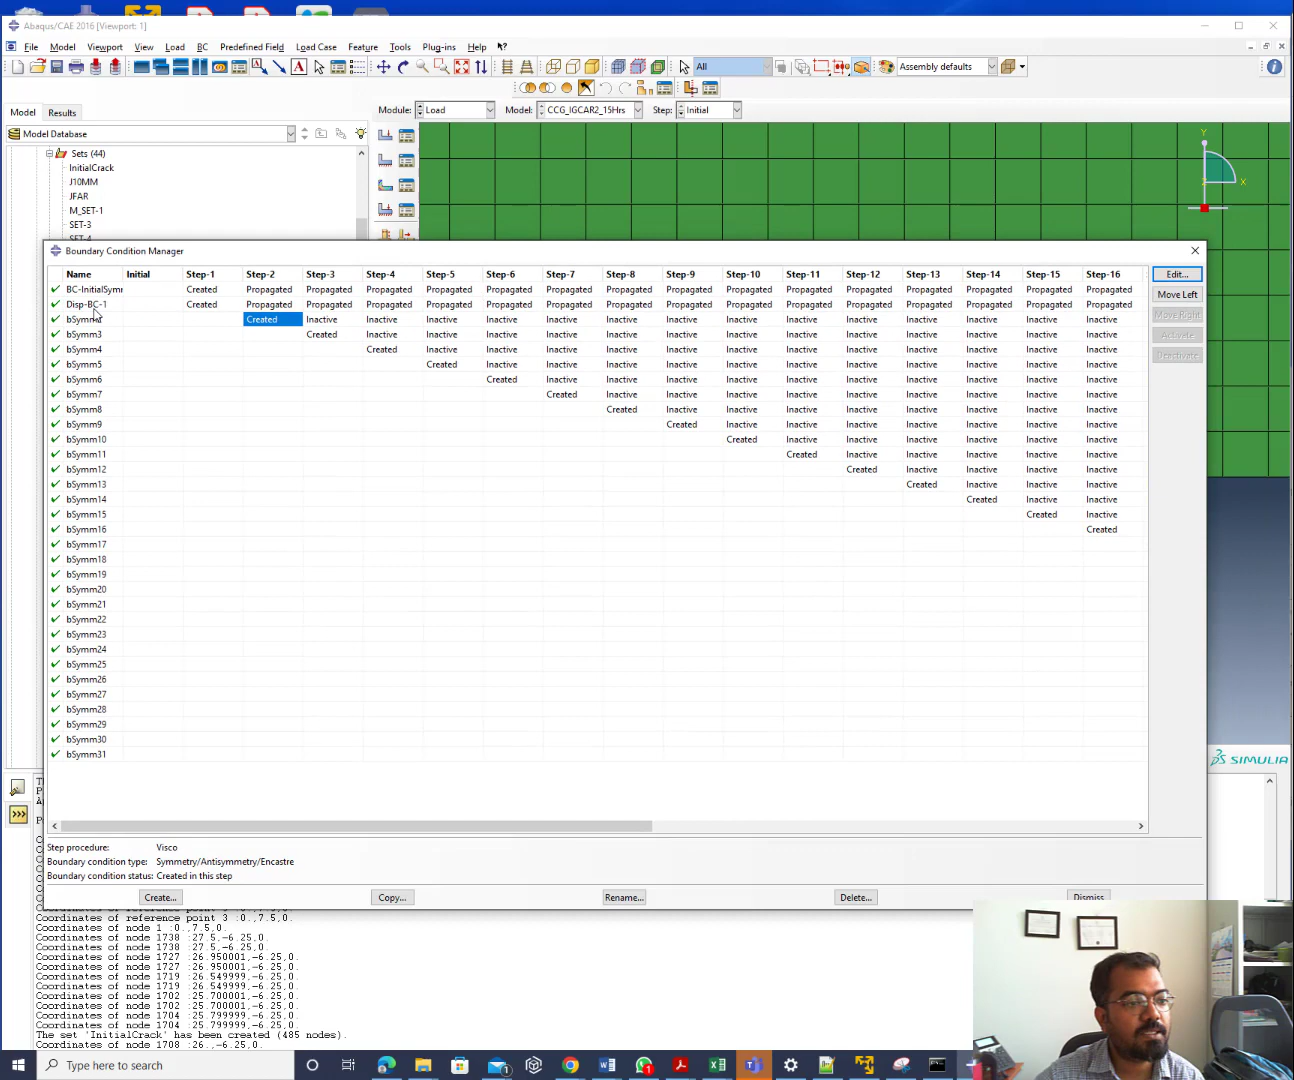 Abaqus/CAE 2016 [Viewport: 1]
File Model Viewport View Load BC Predefined Field Load Case Feature Tools Plug-ins Help
All Assembly defaults
Model Results Module: Load Model: CCG_IGCAR2_15Hrs Step: Initial
Model Database
Sets (44)
InitialCrack
J10MM
JFAR
M_SET-1
SET-3
Y
X
Boundary Condition Manager
Name Initial Step-1 Step-2 Step-3 Step-4 Step-5 Step-6 Step-7 Step-8 Step-9 Step-10 Step-11 Step-12 Step-13 Step-14 Step-15 Step-16 Edit...
BC-InitialSymr Created Propagated Propagated Propagated Propagated Propagated Propagated Propagated Propagated Propagated Propagated Propagated Propagated Propagated Propagated Propagated Move Left
Disp-BC-1 Created Propagated Propagated Propagated Propagated Propagated Propagated Propagated Propagated Propagated Propagated Propagated Propagated Propagated Propagated Propagated Move Right
Created Inactive Inactive Inactive Inactive Inactive Inactive Inactive Inactive Inactive Inactive Inactive Inactive Inactive Inactive Activate
bSymm3 Created Inactive Inactive Inactive Inactive Inactive Inactive Inactive Inactive Inactive Inactive Inactive Inactive Inactive Deactivate
bSymm4 Created Inactive Inactive Inactive Inactive Inactive Inactive Inactive Inactive Inactive Inactive Inactive Inactive
bSymm5 Created Inactive Inactive Inactive Inactive Inactive Inactive Inactive Inactive Inactive Inactive Inactive
bSymm6 Created Inactive Inactive Inactive Inactive Inactive Inactive Inactive Inactive Inactive Inactive
bSymm7 Created Inactive Inactive Inactive Inactive Inactive Inactive Inactive Inactive Inactive
bSymm8 Created Inactive Inactive Inactive Inactive Inactive Inactive Inactive Inactive
bSymm9 Created Inactive Inactive Inactive Inactive Inactive Inactive Inactive
bSymm10 Created Inactive Inactive Inactive Inactive Inactive Inactive
bSymm11 Created Inactive Inactive Inactive Inactive Inactive
bSymm12 Created Inactive Inactive Inactive Inactive
bSymm13 Created Inactive Inactive Inactive
bSymm14 Created Inactive Inactive
bSymm15 Created Inactive
bSymm16 Created
bSymm17
bSymm18
bSymm19
bSymm20
bSymm21
bSymm22
bSymm23
bSymm24
bSymm25
bSymm26
bSymm27
bSymm28
bSymm29
bSymm30
bSymm31
SIMULIA
Step procedure: Visco
Boundary condition type: Symmetry/Antisymmetry/Encastre
Boundary condition status: Created in this step
Create... Copy... Rename... Delete... Dismiss
Coordinates of reference point 3 :0.,7.5,0.
Coordinates of node 1 :0.,7.5,0.
Coordinates of node 1738 :27.5,-6.25,0.
Coordinates of node 1738 :27.5,-6.25,0.
Coordinates of node 1727 :26.950001,-6.25,0.
Coordinates of node 1727 :26.950001,-6.25,0.
Coordinates of node 1719 :26.549999,-6.25,0.
Coordinates of node 1719 :26.549999,-6.25,0.
Coordinates of node 1702 :25.700001,-6.25,0.
Coordinates of node 1702 :25.700001,-6.25,0.
Coordinates of node 1704 :25.799999,-6.25,0.
Coordinates of node 1704 :25.799999,-6.25,0.
The set 'InitialCrack' has been created (485 nodes).
Coordinates of node 1708 :26.,-6.25,0.
Type here to search